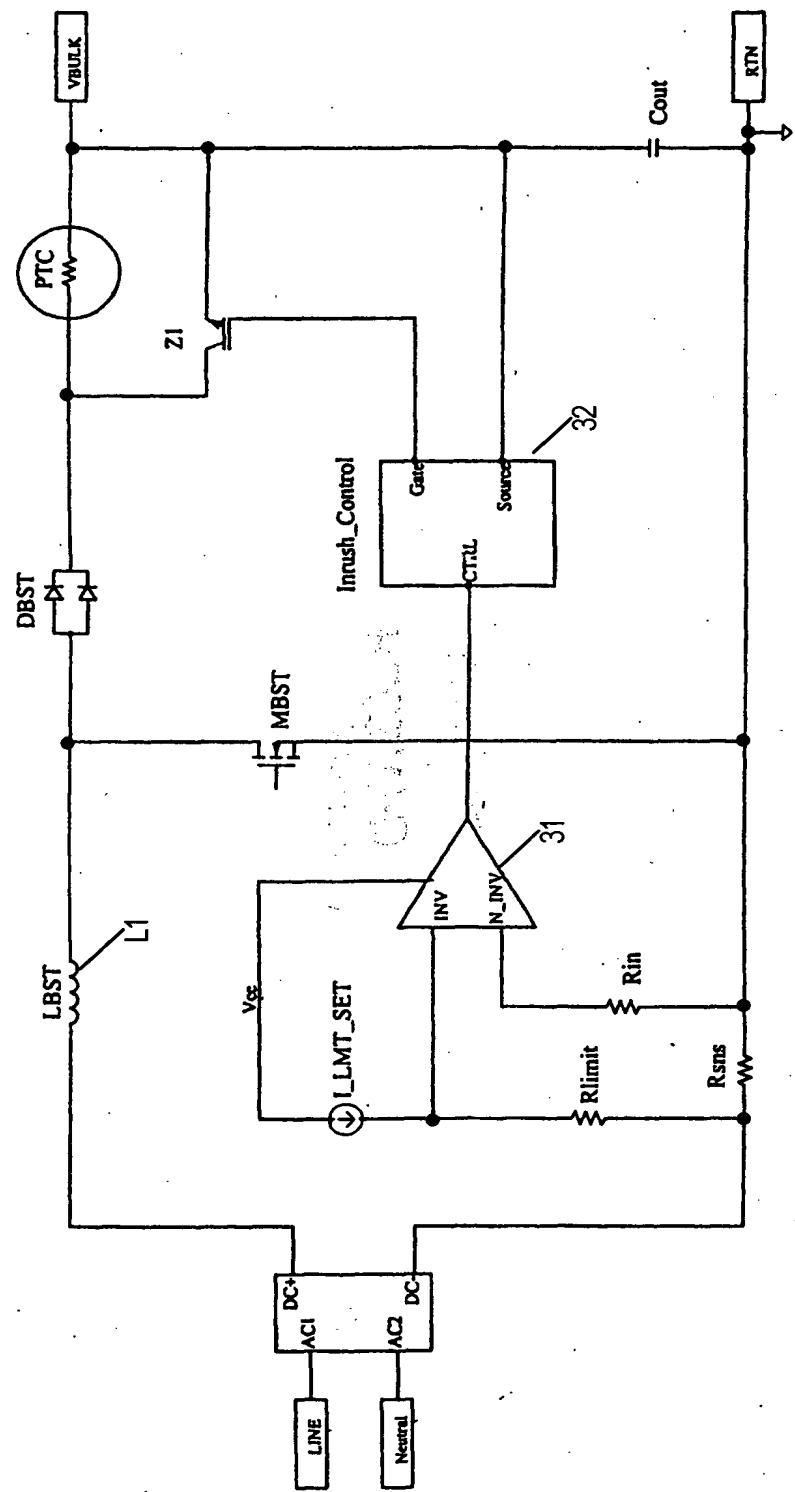 VBULK
RTN
Cout
PTC
Z1
32
Inrush_Control
Gate
Source
CTRL
DBST
MBST
31
INV
N_INV
L1
LBST
Vcc
I_LMT_SET
Rin
Rlimit
Rsns
DC+
DC-
AC1
AC2
LINE
Neutral